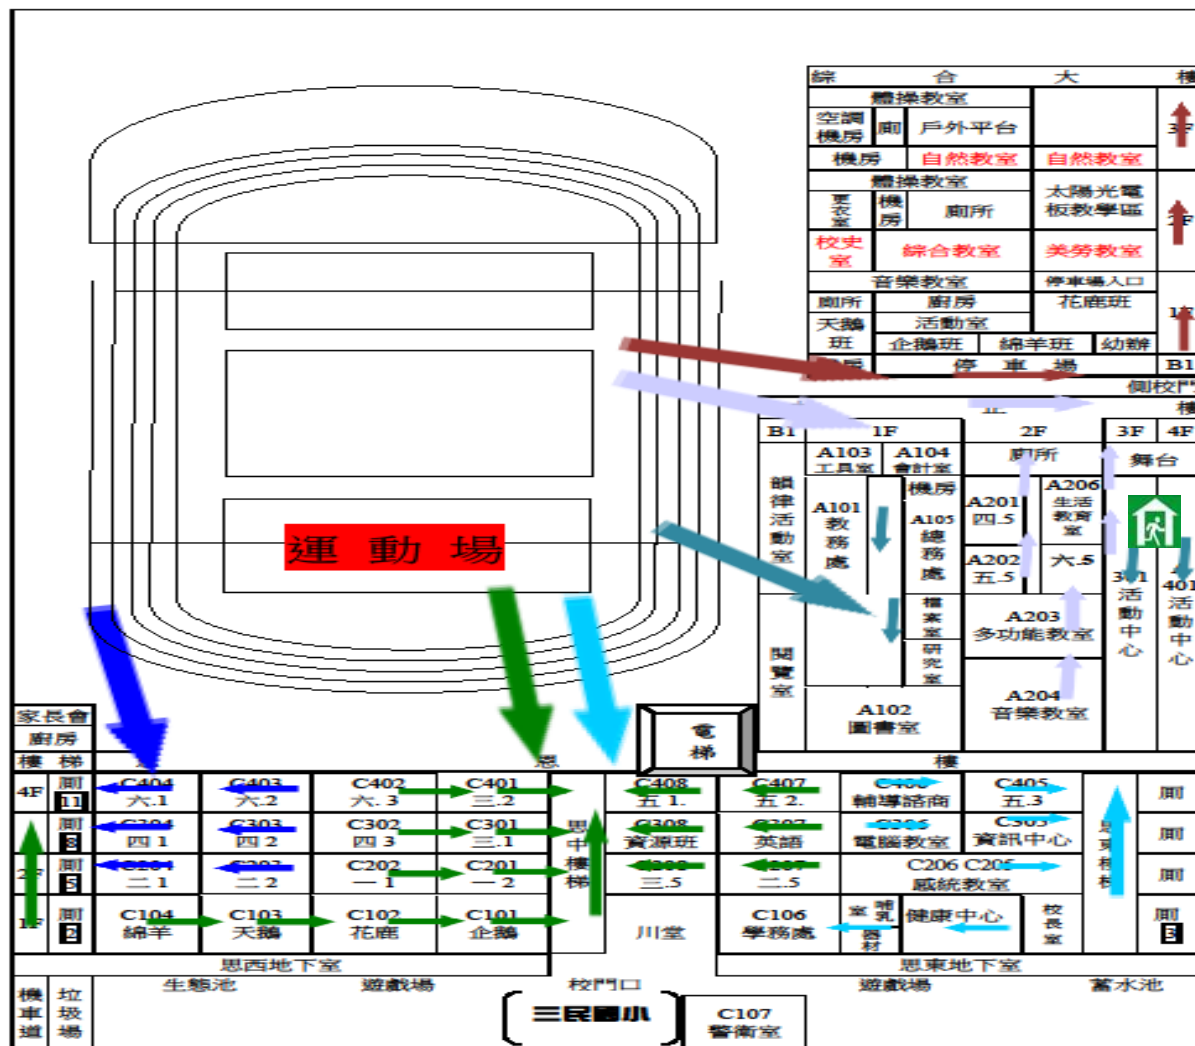 綜 合 大 樓
體操教室
空調機房 廁 戶外平台
3F
機房 自然教室 自然教室
體操教室 太陽光電板教學區
更衣室 機房 廁所
2F
校史室 綜合教室 美勞教室
音樂教室 停車場入口
廁所 廚房 花鹿班
1F
天鵝班 活動室
企鵝班 綿羊班 幼辦
停 車 場 B1
側校門
樓
B1 1F 2F 3F 4F
A103 工具室 A104 會計室 廁所 舞台
韻律活動室 機房
A101 教務處 A105 總務處
A201 四.5 A206 生活教育室
A202 五.5 六.5
301 活動中心 401 活動中心
檔案室
A203 多功能教室
閱覽室 研究室
A204 音樂教室
A102 圖書室
運 動 場
電梯
家長會
廚房
樓 梯 恩 樓
4F 廁 11 C404 六.1 C403 六.2 C402 六.3 C401 三.2 C408 五 1. C407 五 2. 輔導諮商 C405 五.3 廁
廁 8 C304 四 1 C303 四 2 C302 四 3 C301 三.1 思中樓梯 C308 資源班 C307 英語 C306 電腦教室 C305 資訊中心 思東樓梯 廁
2F 廁 5 C204 二 1 C203 二 2 C202 一 1 C201 一 2 C208 三.5 C207 二.5 C206 C205 感統教室 廁
1F 廁 2 C104 綿羊 C103 天鵝 C102 花鹿 C101 企鵝 川堂 C106 學務處 哺乳室 器材 健康中心 校長室 廁 3
思西地下室 思東地下室
機車道 垃圾場 生態池 遊戲場 校門口 遊戲場 蓄水池
三民國小
C107 警衛室